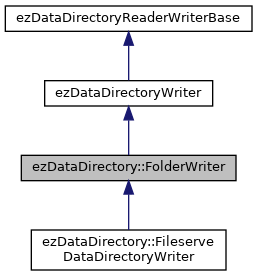 ezDataDirectoryReaderWriterBase
ezDataDirectoryWriter
ezDataDirectory::FolderWriter
ezDataDirectory::Fileserve
DataDirectoryWriter